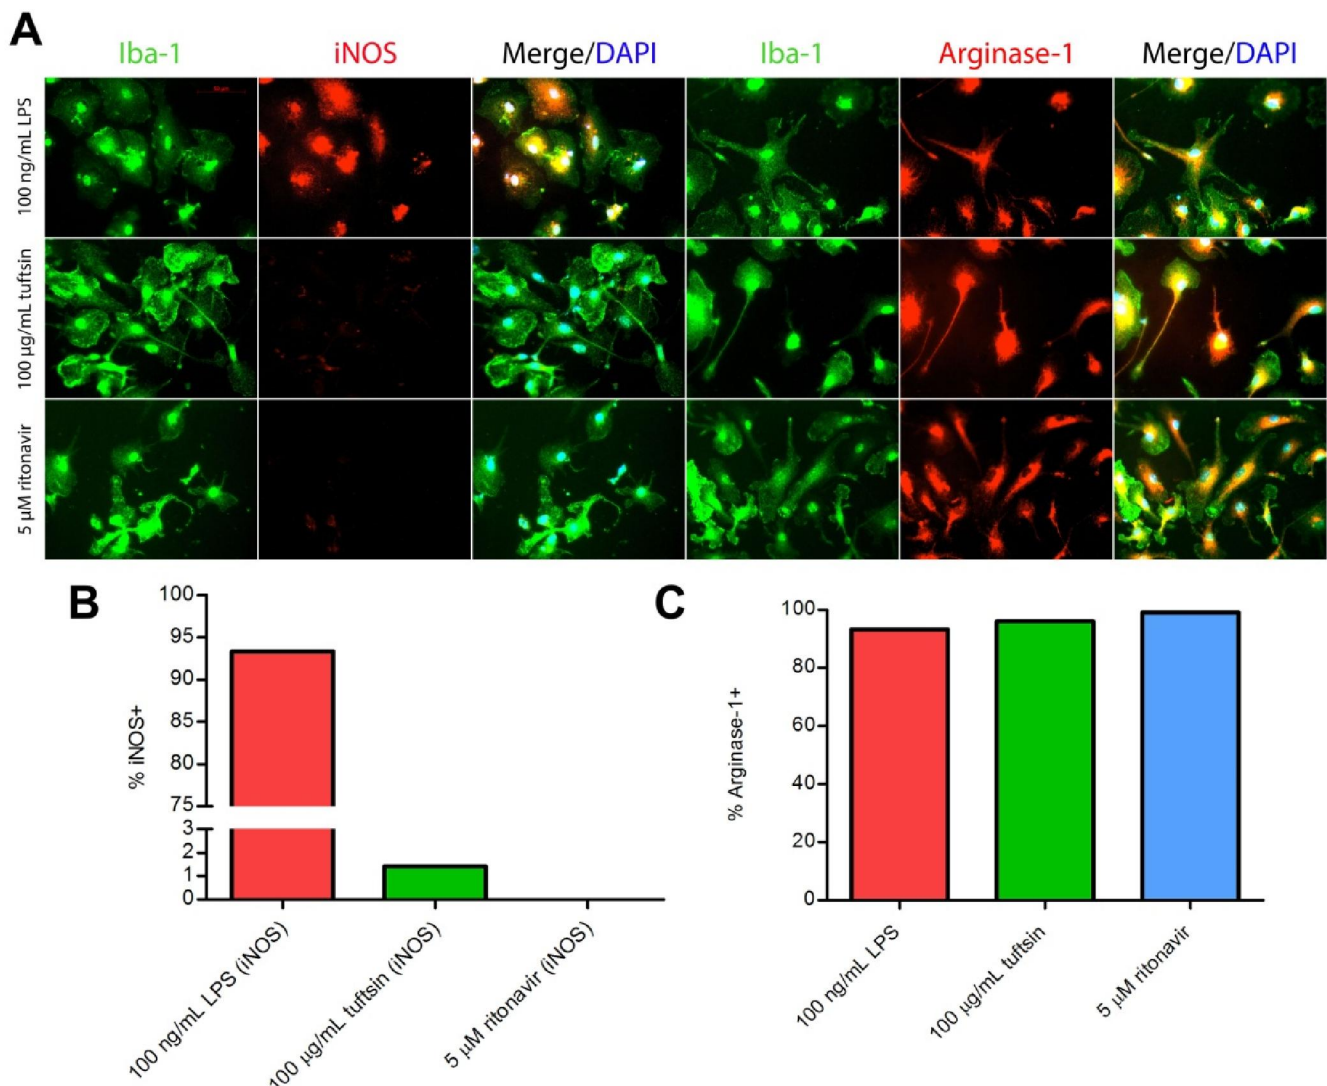 A
Iba-1 iNOS Merge/DAPI Iba-1 Arginase-1 Merge/DAPI
100 ng/mL LPS
100 µg/mL tuftsin
5 µM ritonavir
B
% iNOS+
100
95
90
85
80
75
3
2
1
0
100 ng/mL LPS (iNOS)
100 µg/mL tuftsin (iNOS)
5 µM ritonavir (iNOS)
C
% Arginase-1+
100
80
60
40
20
0
100 ng/mL LPS
100 µg/mL tuftsin
5 µM ritonavir